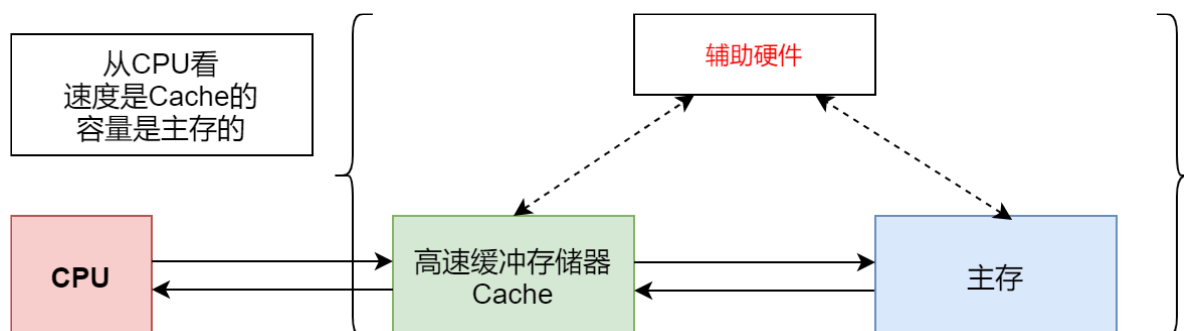 从CPU看
速度是Cache的
容量是主存的
辅助硬件
CPU
高速缓冲存储器
Cache
主存